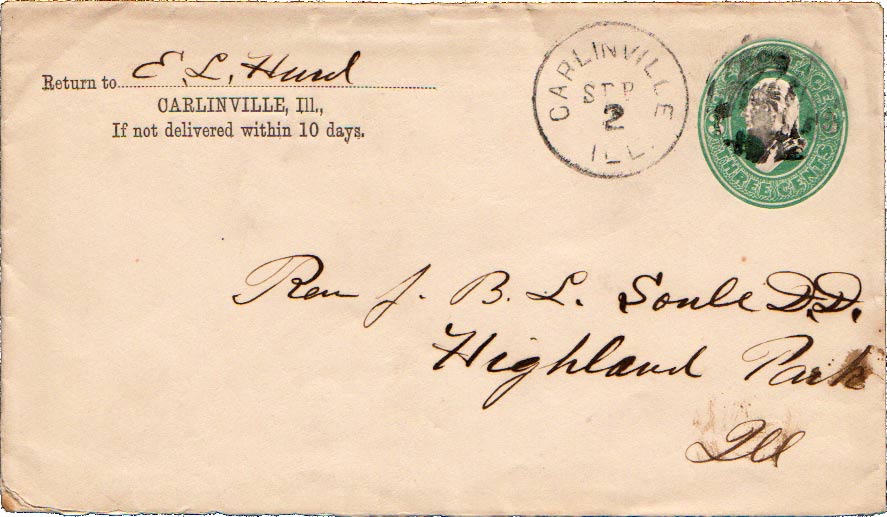 Return to E. L. Hurd
CARLINVILLE, Ill.,
If not delivered within 10 days.
CARLINVILLE
SEP
2
ILL.
THREE CENTS
Rev J. B. L. Soule D.D.
Highland Park
Ill